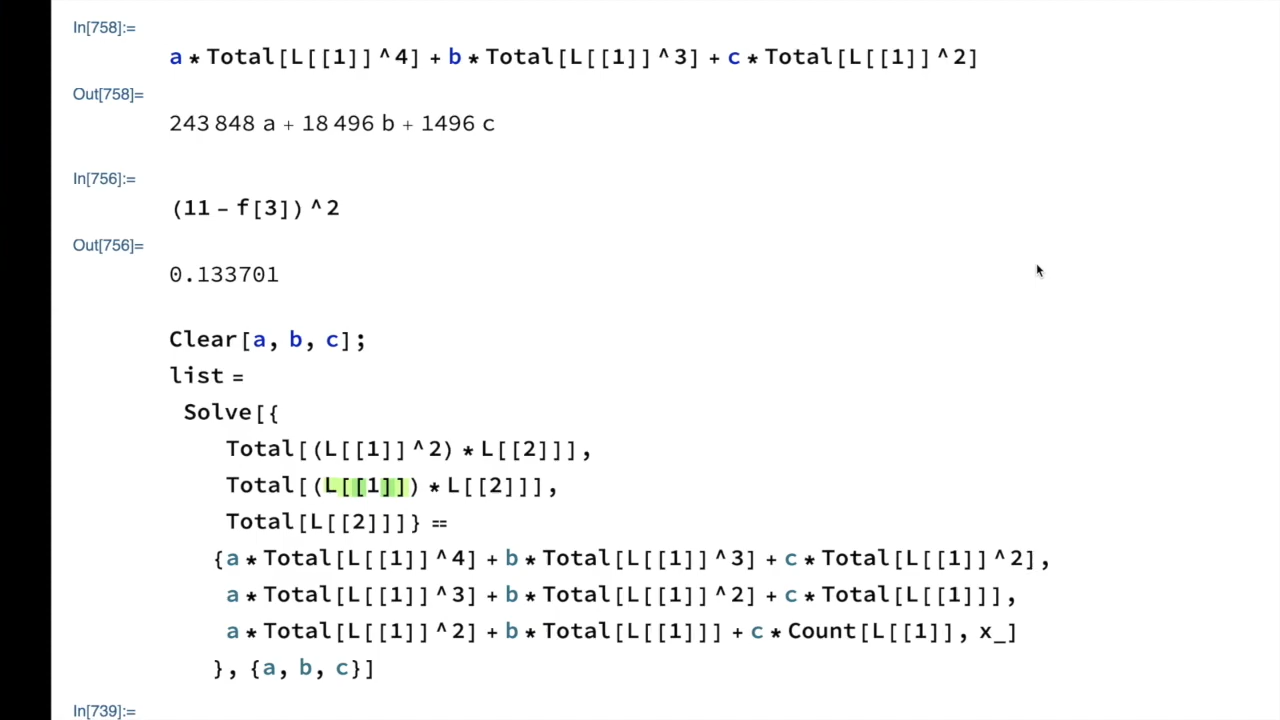 In[758]:=
a * Total[L[[1]] ^ 4] + b * Total[L[[1]] ^ 3] + c * Total[L[[1]] ^ 2]
Out[758]=
243 848 a + 18 496 b + 1496 c
In[756]:=
(11 - f[3]) ^ 2
Out[756]=
0.133701
Clear[a, b, c];
list =
Solve[{
Total[(L[[1]] ^ 2) * L[[2]]],
Total[(L[[1]]) * L[[2]]],
Total[L[[2]]]} ==
{a * Total[L[[1]] ^ 4] + b * Total[L[[1]] ^ 3] + c * Total[L[[1]] ^ 2],
a * Total[L[[1]] ^ 3] + b * Total[L[[1]] ^ 2] + c * Total[L[[1]]],
a * Total[L[[1]] ^ 2] + b * Total[L[[1]]] + c * Count[L[[1]], x_]
}, {a, b, c}]
In[739]:=